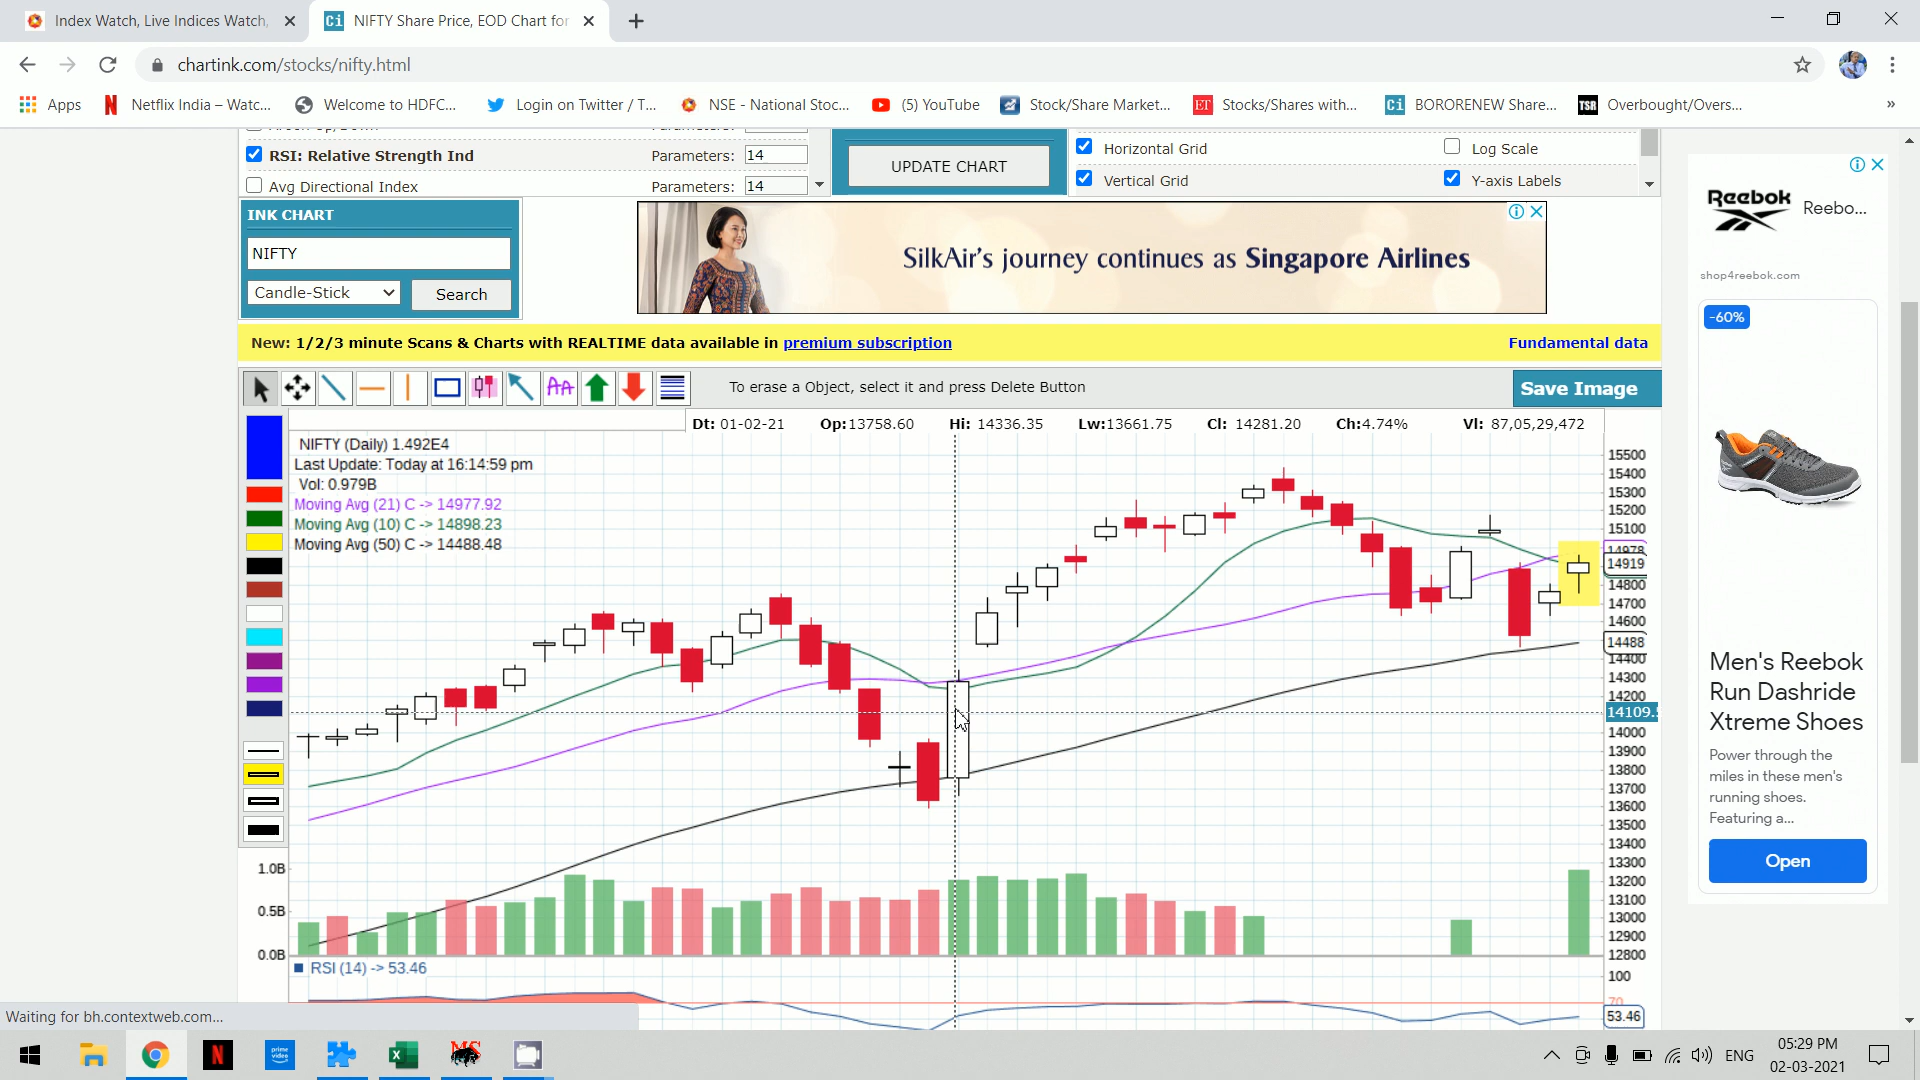 Index Watch, Live Indices Watch,
NIFTY Share Price, EOD Chart for
chartink.com/stocks/nifty.html
Apps
Netflix India – Watc...
Welcome to HDFC...
Login on Twitter / T...
NSE - National Stoc...
(5) YouTube
Stock/Share Market...
ET Stocks/Shares with...
Ci BORORENEW Share...
TSR Overbought/Overs...
RSI: Relative Strength Ind Parameters: 14
Avg Directional Index Parameters: 14
UPDATE CHART
Horizontal Grid
Log Scale
Vertical Grid
Y-axis Labels
INK CHART
NIFTY
Candle-Stick
Search
SilkAir's journey continues as Singapore Airlines
Reebok
Reebo...
shop4reebok.com
-60%
Men's Reebok
Run Dashride
Xtreme Shoes
Power through the
miles in these men's
running shoes.
Featuring a...
Open
New: 1/2/3 minute Scans & Charts with REALTIME data available in premium subscription
Fundamental data
AA
To erase a Object, select it and press Delete Button
Save Image
Dt: 01-02-21 Op:13758.60 Hi: 14336.35 Lw:13661.75 Cl: 14281.20 Ch:4.74% Vl: 87,05,29,472
NIFTY (Daily) 1.492E4
Last Update: Today at 16:14:59 pm
Vol: 0.979B
Moving Avg (21) C -> 14977.92
Moving Avg (10) C -> 14898.23
Moving Avg (50) C -> 14488.48
15500
15400
15300
15200
15100
14978
14919
14800
14700
14600
14488
14400
14300
14200
14109.
14000
13900
13800
13700
13600
13500
13400
13300
13200
13100
13000
12900
12800
1.0B
0.5B
0.0B
RSI (14) -> 53.46
100
70
53.46
Waiting for bh.contextweb.com...
prime
video
MS
ENG
05:29 PM
02-03-2021